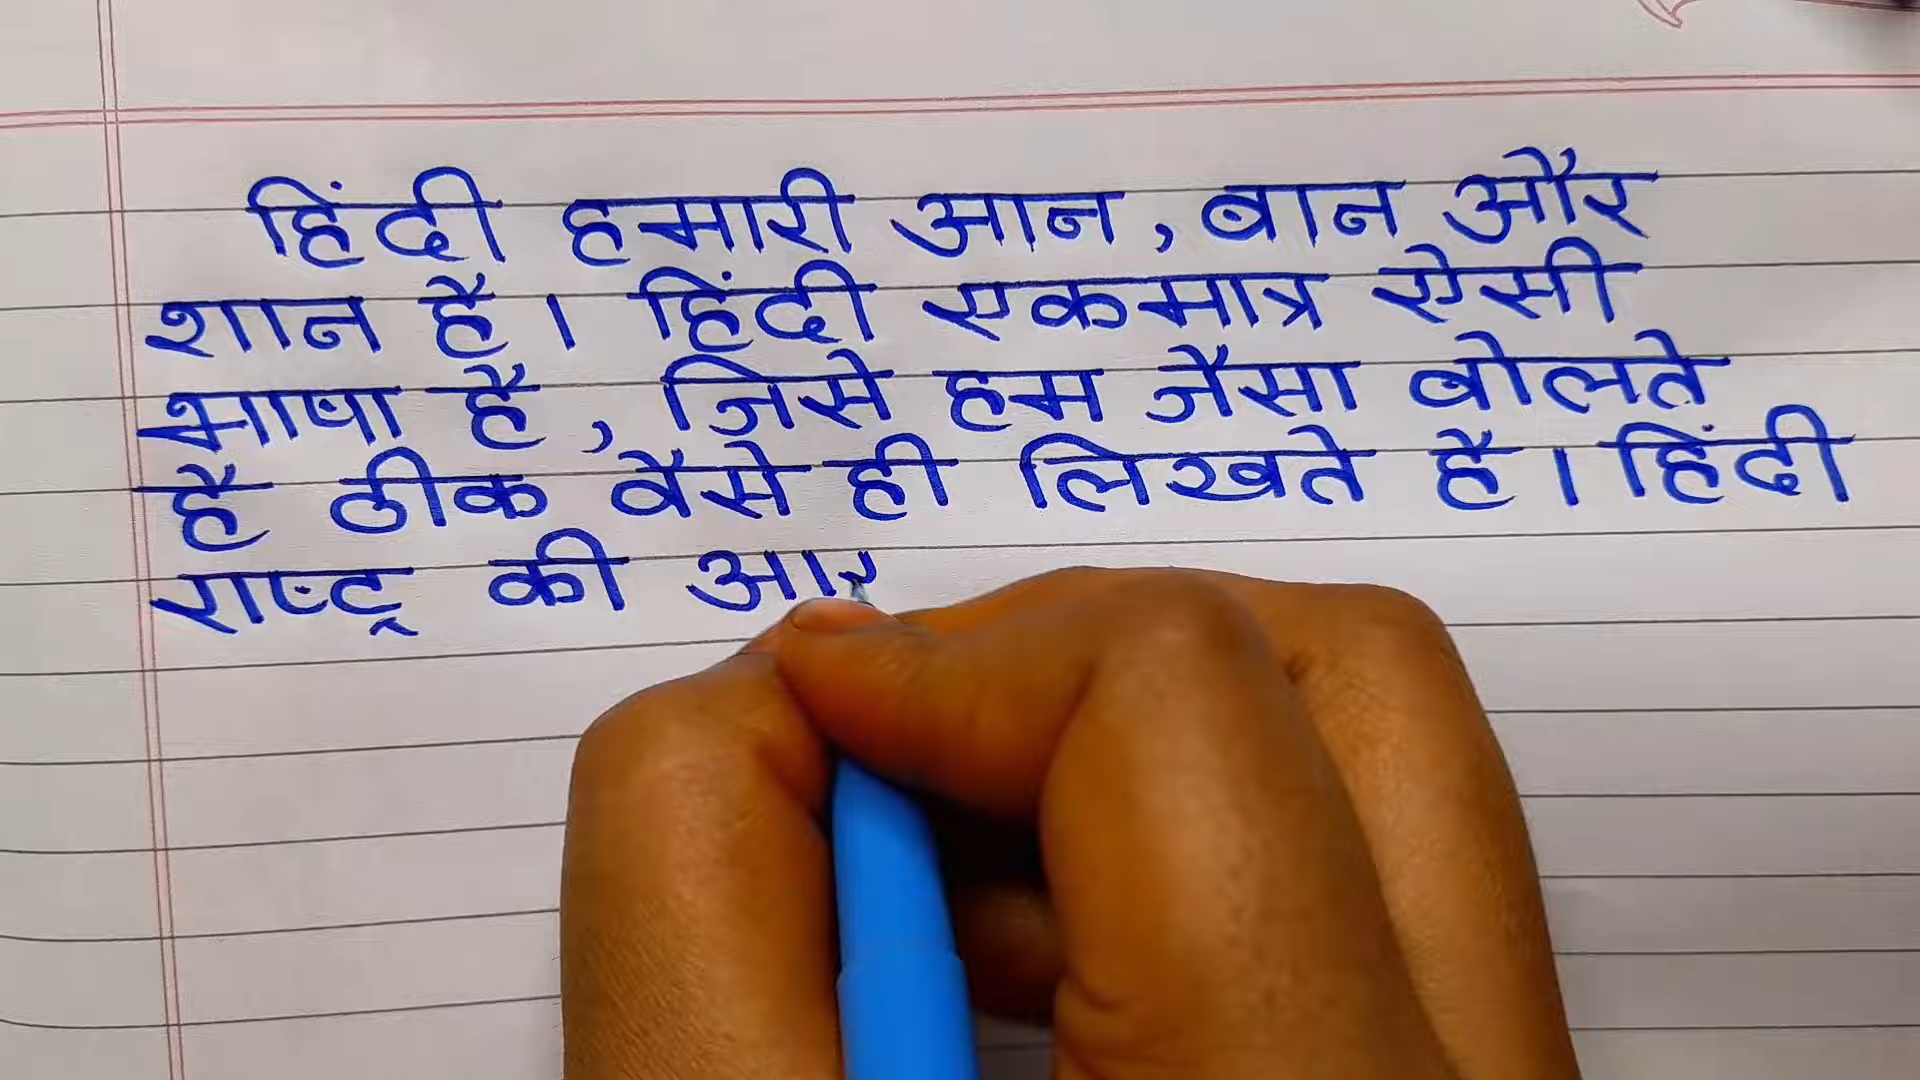 हिंदी हमारी आन, बान और
शान है। हिंदी एकमात्र ऐसी
भाषा है, जिसे हम जैसा बोलते
है ठीक वैसे ही लिखते है। हिंदी
राष्ट्र की